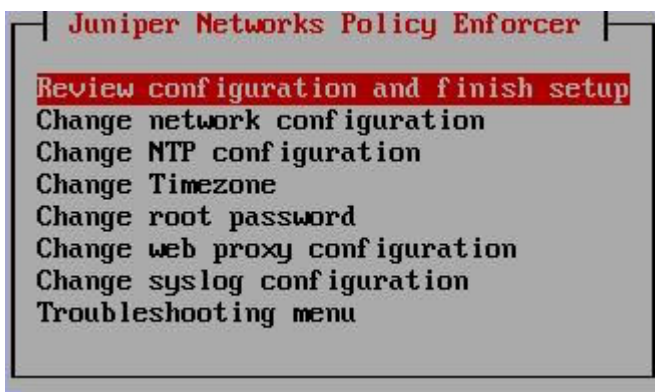 Juniper Networks Policy Enforcer
Review configuration and finish setup
Change network configuration
Change NTP configuration
Change Timezone
Change root password
Change web proxy configuration
Change syslog configuration
Troubleshooting menu